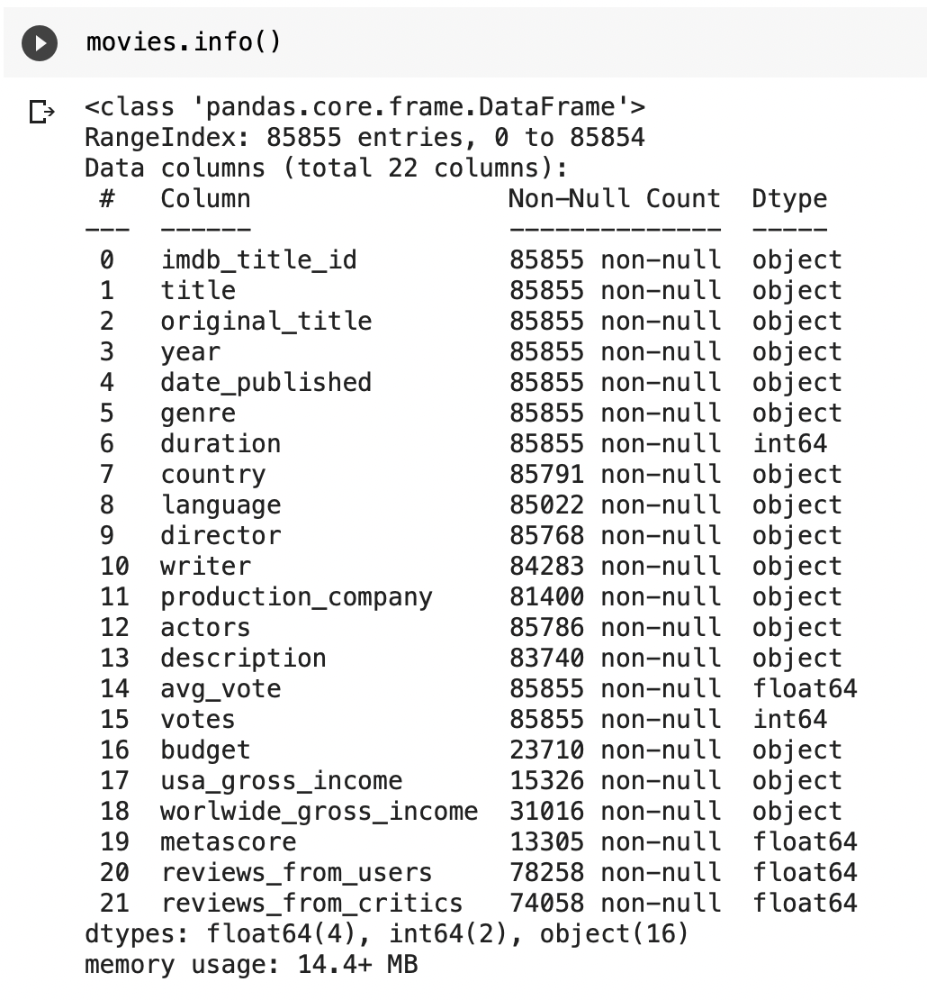 movies.info()
<class 'pandas.core.frame.DataFrame'>
RangeIndex: 85855 entries, 0 to 85854
Data columns (total 22 columns):
 #   Column                 Non-Null Count  Dtype
---  ------                 --------------  -----
 0   imdb_title_id          85855 non-null  object
 1   title                  85855 non-null  object
 2   original_title         85855 non-null  object
 3   year                   85855 non-null  object
 4   date_published         85855 non-null  object
 5   genre                  85855 non-null  object
 6   duration               85855 non-null  int64
 7   country                85791 non-null  object
 8   language               85022 non-null  object
 9   director               85768 non-null  object
 10  writer                 84283 non-null  object
 11  production_company     81400 non-null  object
 12  actors                 85786 non-null  object
 13  description            83740 non-null  object
 14  avg_vote               85855 non-null  float64
 15  votes                  85855 non-null  int64
 16  budget                 23710 non-null  object
 17  usa_gross_income       15326 non-null  object
 18  worlwide_gross_income  31016 non-null  object
 19  metascore              13305 non-null  float64
 20  reviews_from_users     78258 non-null  float64
 21  reviews_from_critics   74058 non-null  float64
dtypes: float64(4), int64(2), object(16)
memory usage: 14.4+ MB